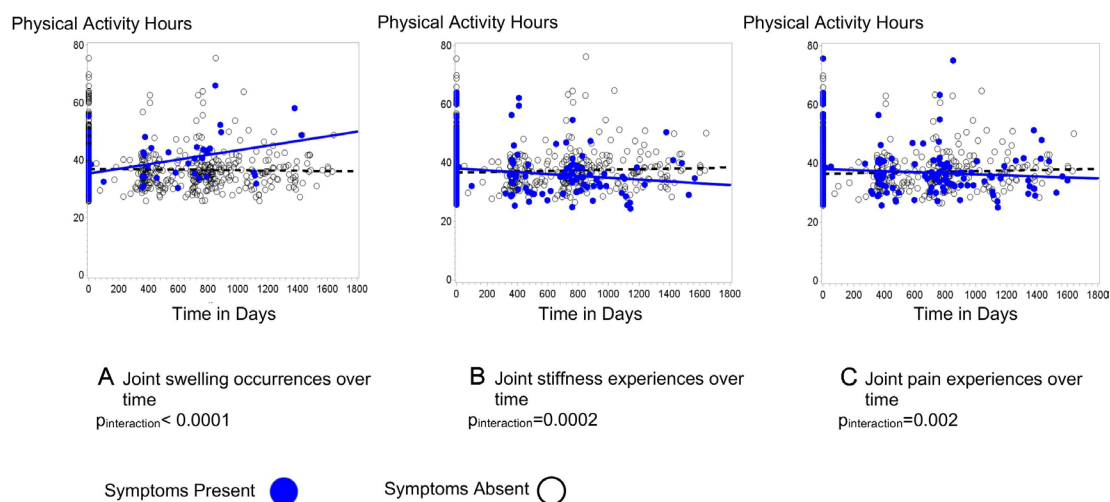 Physical Activity Hours
80
60
40
20
0
0 200 400 600 800 1000 1200 1400 1600 1800
Time in Days
A Joint swelling occurrences over
time
pinteraction< 0.0001
Physical Activity Hours
80
60
40
20
0
0 200 400 600 800 1000 1200 1400 1600 1800
Time in Days
B Joint stiffness experiences over
time
pinteraction=0.0002
Physical Activity Hours
80
60
40
20
0
0 200 400 600 800 1000 1200 1400 1600 1800
Time in Days
C Joint pain experiences over
time
pinteraction=0.002
Symptoms Present
Symptoms Absent